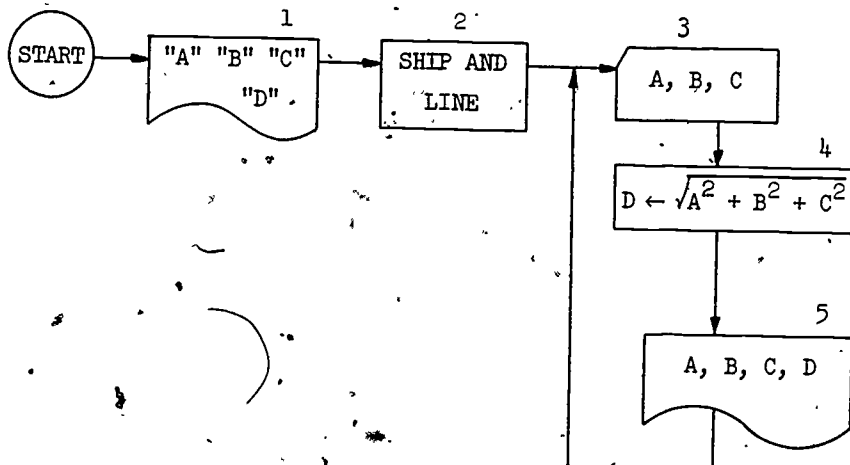 START
1
"A" "B" "C"
"D"
2
SHIP AND
LINE
3
A, B, C
4
D ← √A² + B² + C²
5
A, B, C, D